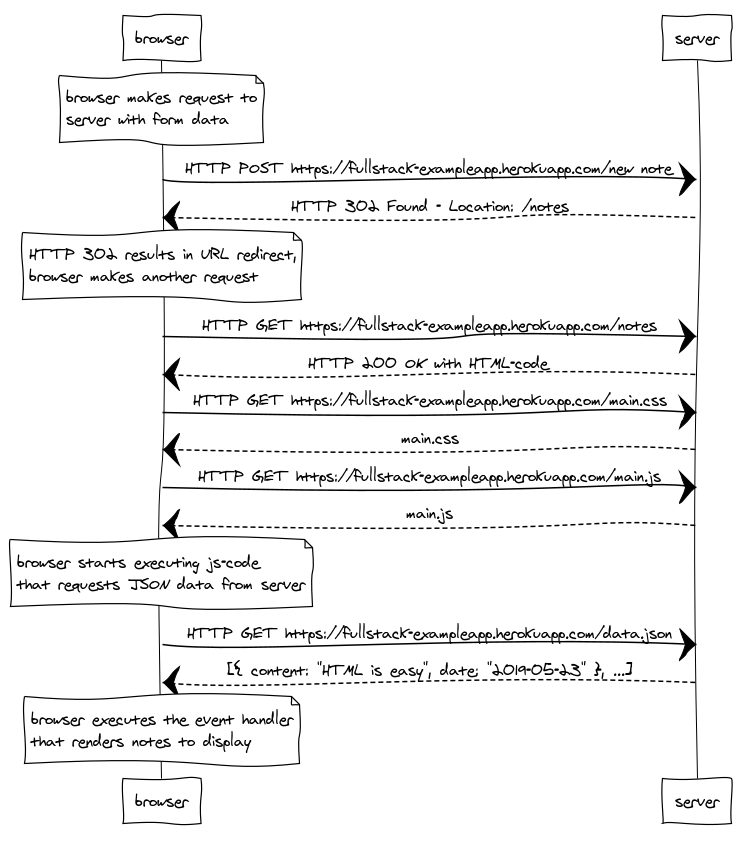 browser
server
browser makes request to
server with form data
HTTP POST https://fullstack-exampleapp.herokuapp.com/new note
HTTP 302 Found - Location: /notes
HTTP 302 results in URL redirect,
browser makes another request
HTTP GET https://fullstack-exampleapp.herokuapp.com/notes
HTTP 200 OK with HTML-code
HTTP GET https://fullstack-exampleapp.herokuapp.com/main.css
main.css
HTTP GET https://fullstack-exampleapp.herokuapp.com/main.js
main.js
browser starts executing js-code
that requests JSON data from server
HTTP GET https://fullstack-exampleapp.herokuapp.com/data.json
[{ content: "HTML is easy", date: "2019-05-23" }, ...]
browser executes the event handler
that renders notes to display
browser
server